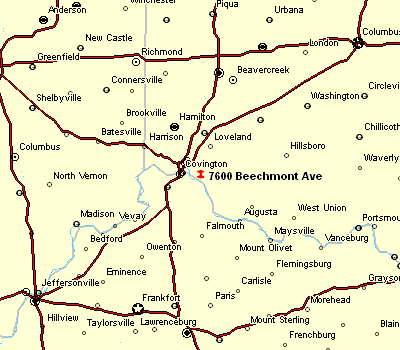 Anderson
Winchester
Piqua
Urbana
Columbus
New Castle
London
Greenfield
Richmond
Beavercreek
Connersville
Circlevi
Shelbyville
Washington
Brookville
Hamilton
Chillicoth
Batesville
Harrison
Loveland
Hillsboro
Columbus
Covington
Waverly
North Vernon
7600 Beechmont Ave
Madison
Vevay
Augusta
West Union
Portsmou
Bedford
Falmouth
Maysville
Vanceburg
Owenton
Mount Olivet
Eminence
Flemingsburg
Jeffersonville
Carlisle
Grayson
Frankfort
Paris
Morehead
Hillview
Taylorsville
Lawrenceburg
Mount Sterling
Blain
Frenchburg